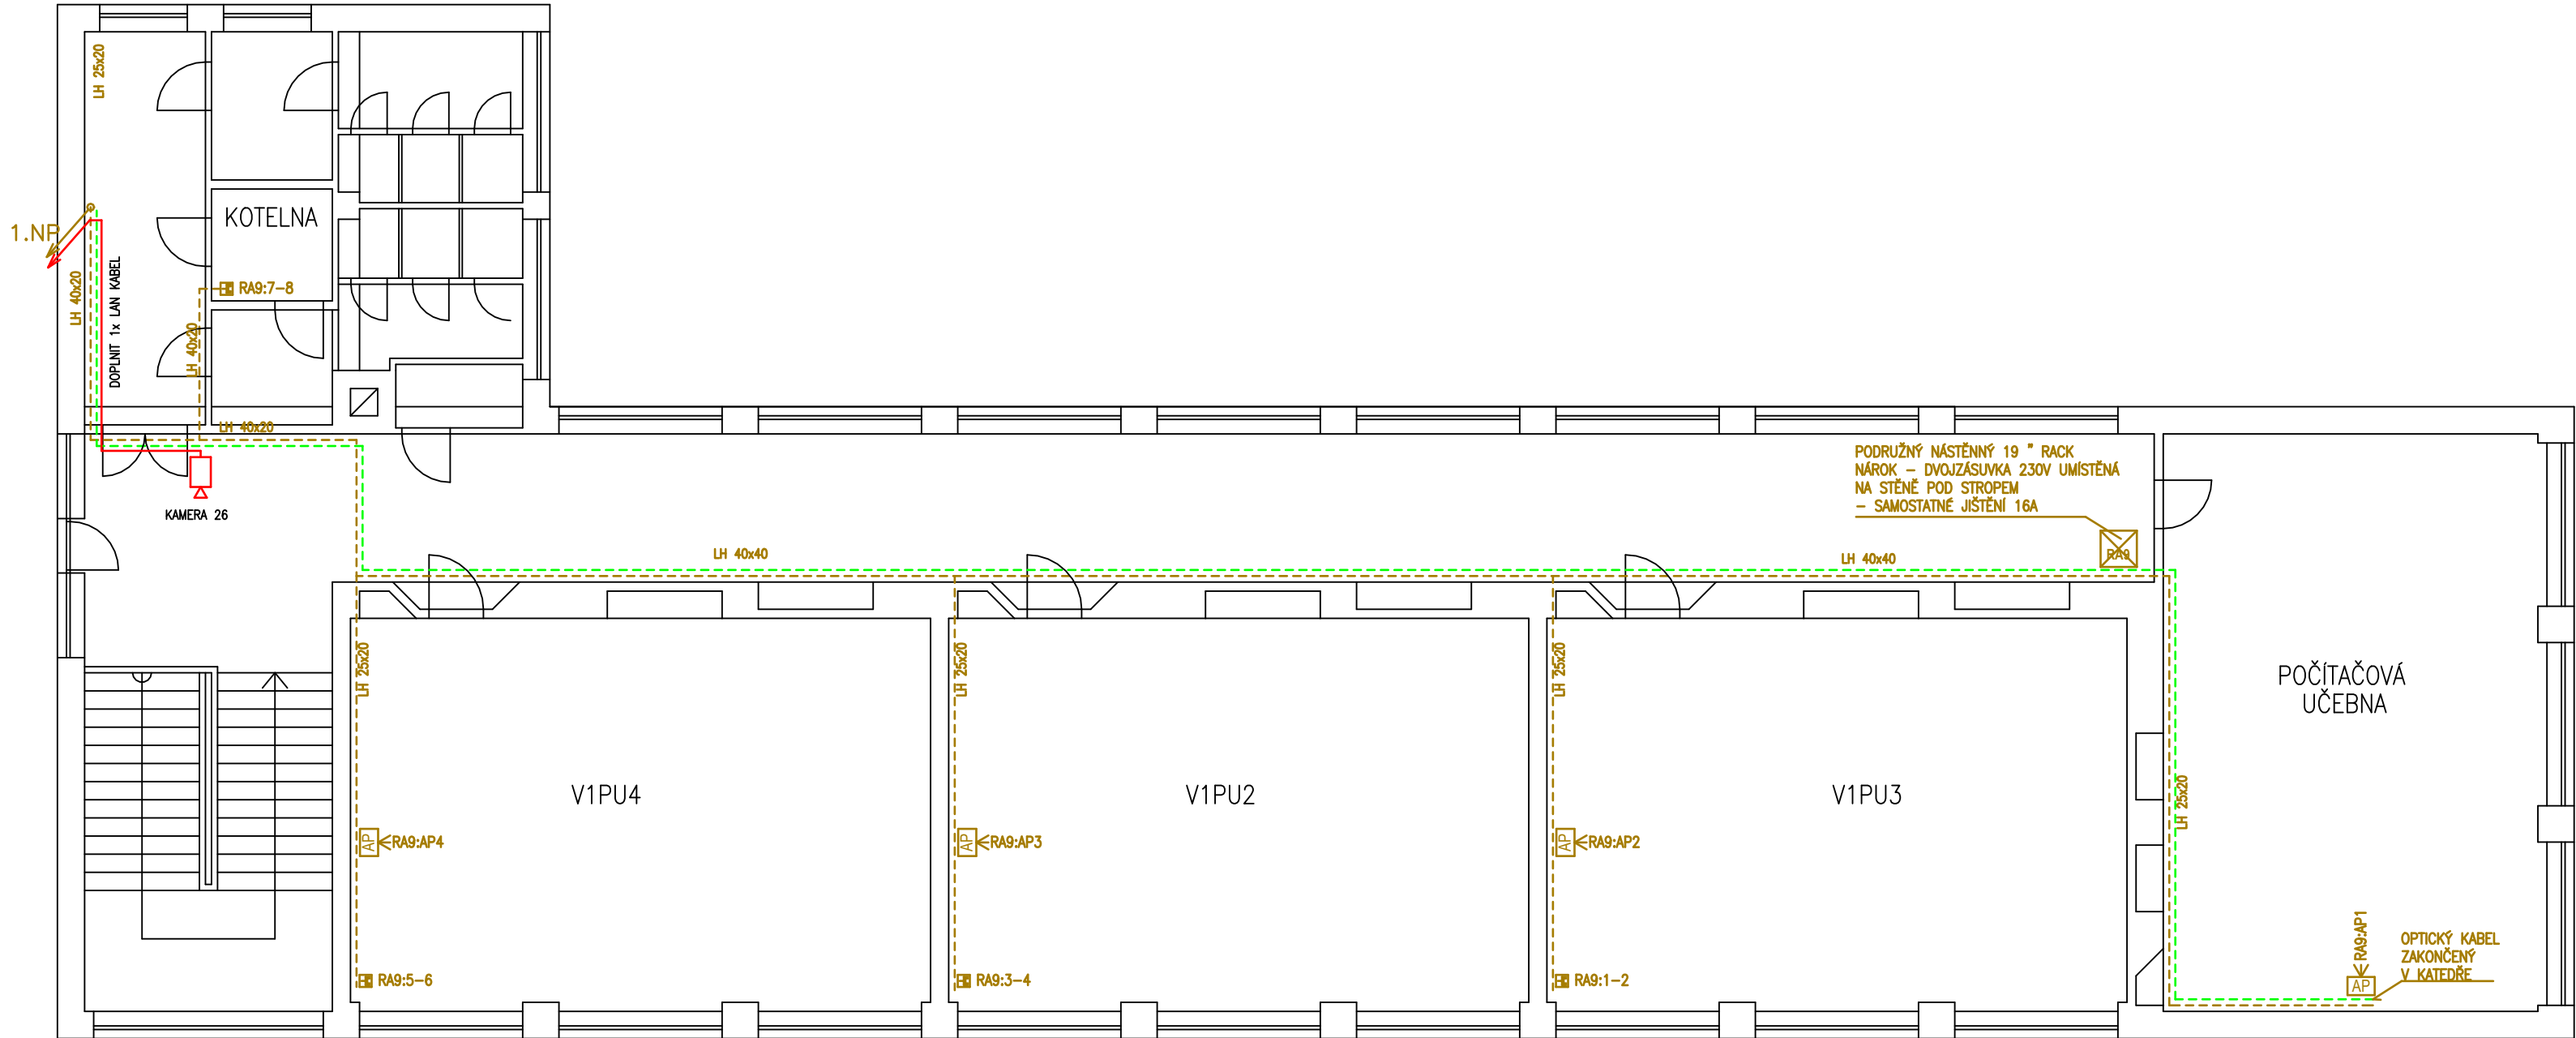 LH 25x20
1.NP
KOTELNA
LH 40x20
DOPLNIT 1x LAN KABEL
RA9:7-8
LH 40x20
LH 40x20
KAMERA 26
PODRUŽNÝ NÁSTĚNNÝ 19 " RACK
NÁROK - DVOJZÁSUVKA 230V UMÍSTĚNÁ
NA STĚNĚ POD STROPEM
- SAMOSTATNÉ JIŠTĚNÍ 16A
RA9
LH 40x40
LH 40x40
LH 25x20
LH 25x20
LH 25x20
POČÍTAČOVÁ
UČEBNA
V1PU4
V1PU2
V1PU3
LH 25x20
AP
RA9:AP4
AP
RA9:AP3
AP
RA9:AP2
RA9:5-6
RA9:3-4
RA9:1-2
RA9:AP1
AP
OPTICKÝ KABEL
ZAKONČENÝ
V KATEDŘE